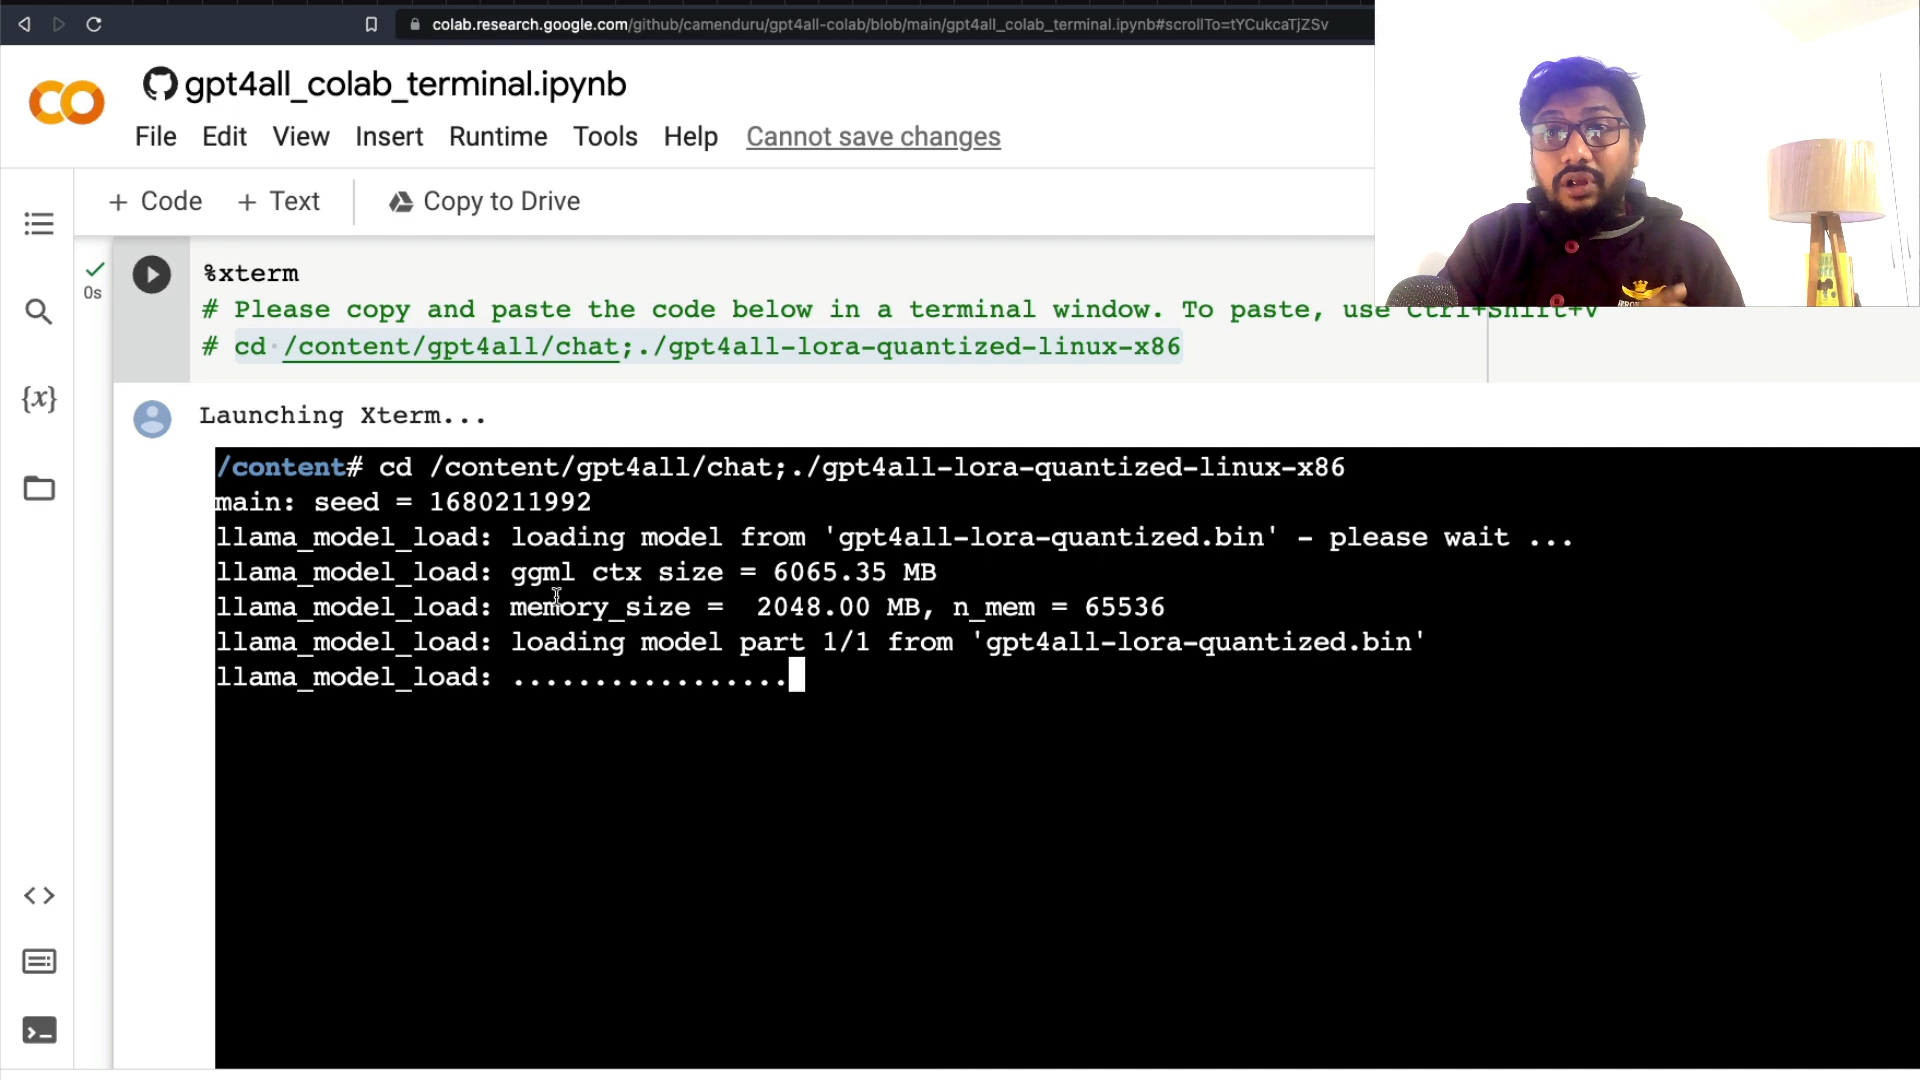 colab.research.google.com/github/camenduru/gpt4all-colab/blob/main/gpt4all_colab_terminal.ipynb#scrollTo=tYCukcaTjZSv
gpt4all_colab_terminal.ipynb
File Edit View Insert Runtime Tools Help Cannot save changes
+ Code + Text Copy to Drive
%xterm
0s
# Please copy and paste the code below in a terminal window. To paste, use Ctrl+Shift+V
# cd /content/gpt4all/chat;./gpt4all-lora-quantized-linux-x86
{x}
Launching Xterm...
/content# cd /content/gpt4all/chat;./gpt4all-lora-quantized-linux-x86
main: seed = 1680211992
llama_model_load: loading model from 'gpt4all-lora-quantized.bin' - please wait ...
llama_model_load: ggml ctx size = 6065.35 MB
llama_model_load: memory_size =  2048.00 MB, n_mem = 65536
llama_model_load: loading model part 1/1 from 'gpt4all-lora-quantized.bin'
llama_model_load: .................